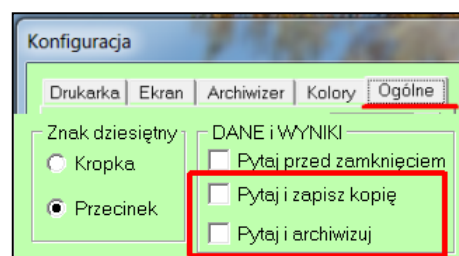 Konfiguracja
Drukarka Ekran Archiwizer Kolory Ogólne
Znak dziesiętny DANE i WYNIKI
Kropka Pytaj przed zamknięciem
Przecinek Pytaj i zapisz kopię
Pytaj i archiwizuj